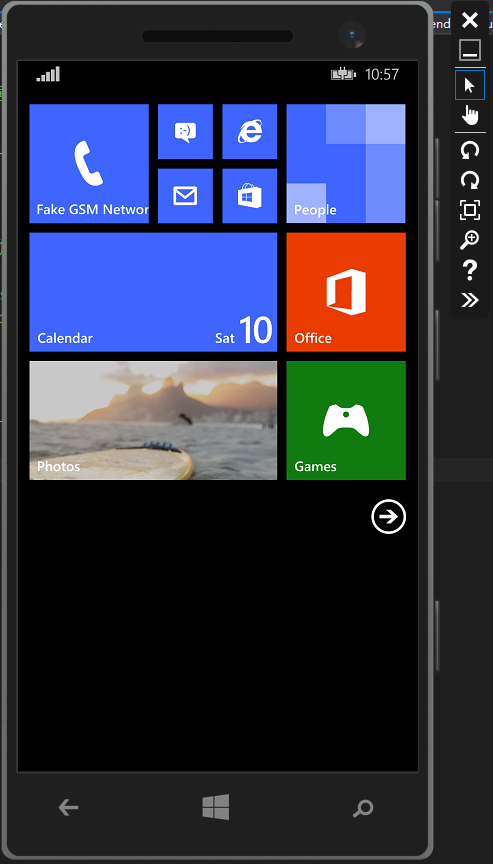 10:57
:-)
Fake GSM Networ
People
Calendar
Sat 10
Office
Photos
Games
?